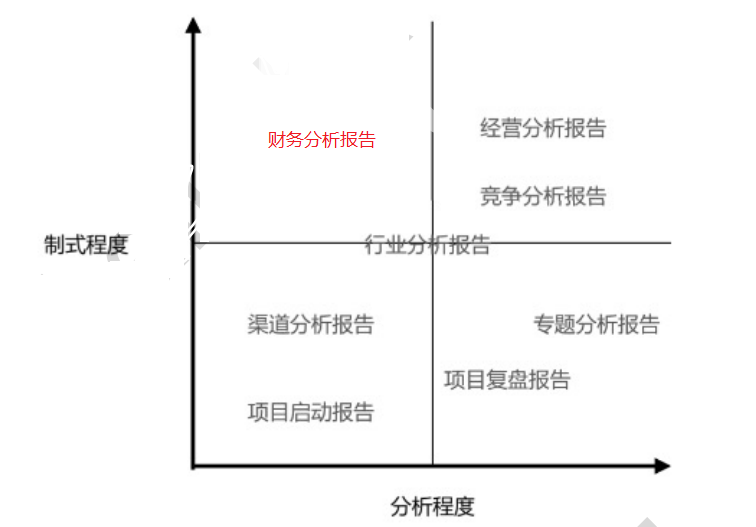 经营分析报告
财务分析报告
竞争分析报告
制式程度
行业分析报告
渠道分析报告
专题分析报告
项目复盘报告
项目启动报告
分析程度